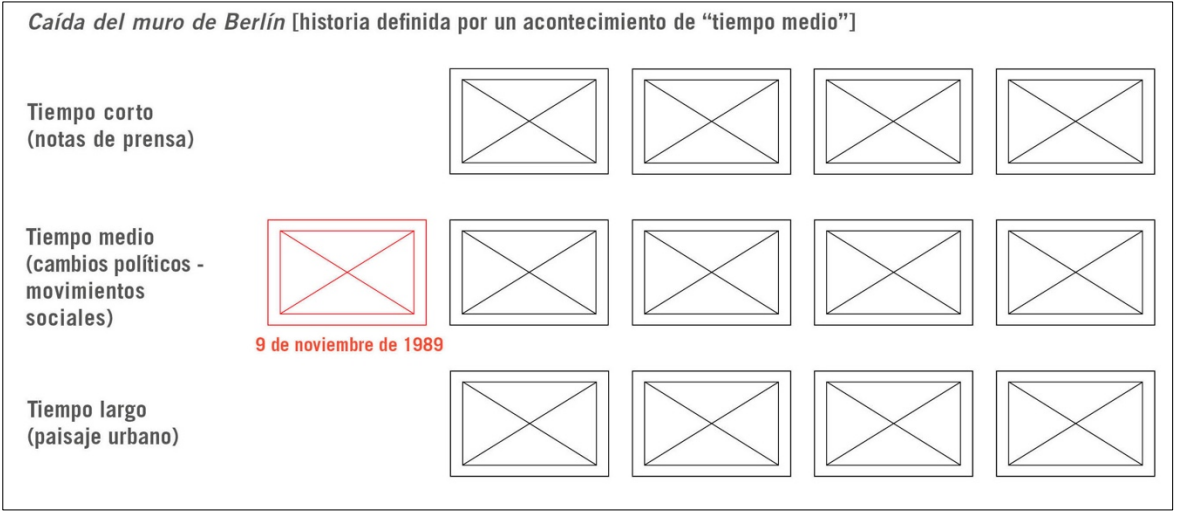 Caída del muro de Berlín [historia definida por un acontecimiento de “tiempo medio”]
Tiempo corto
(notas de prensa)
Tiempo medio
(cambios políticos -
movimientos
sociales)
9 de noviembre de 1989
Tiempo largo
(paisaje urbano)